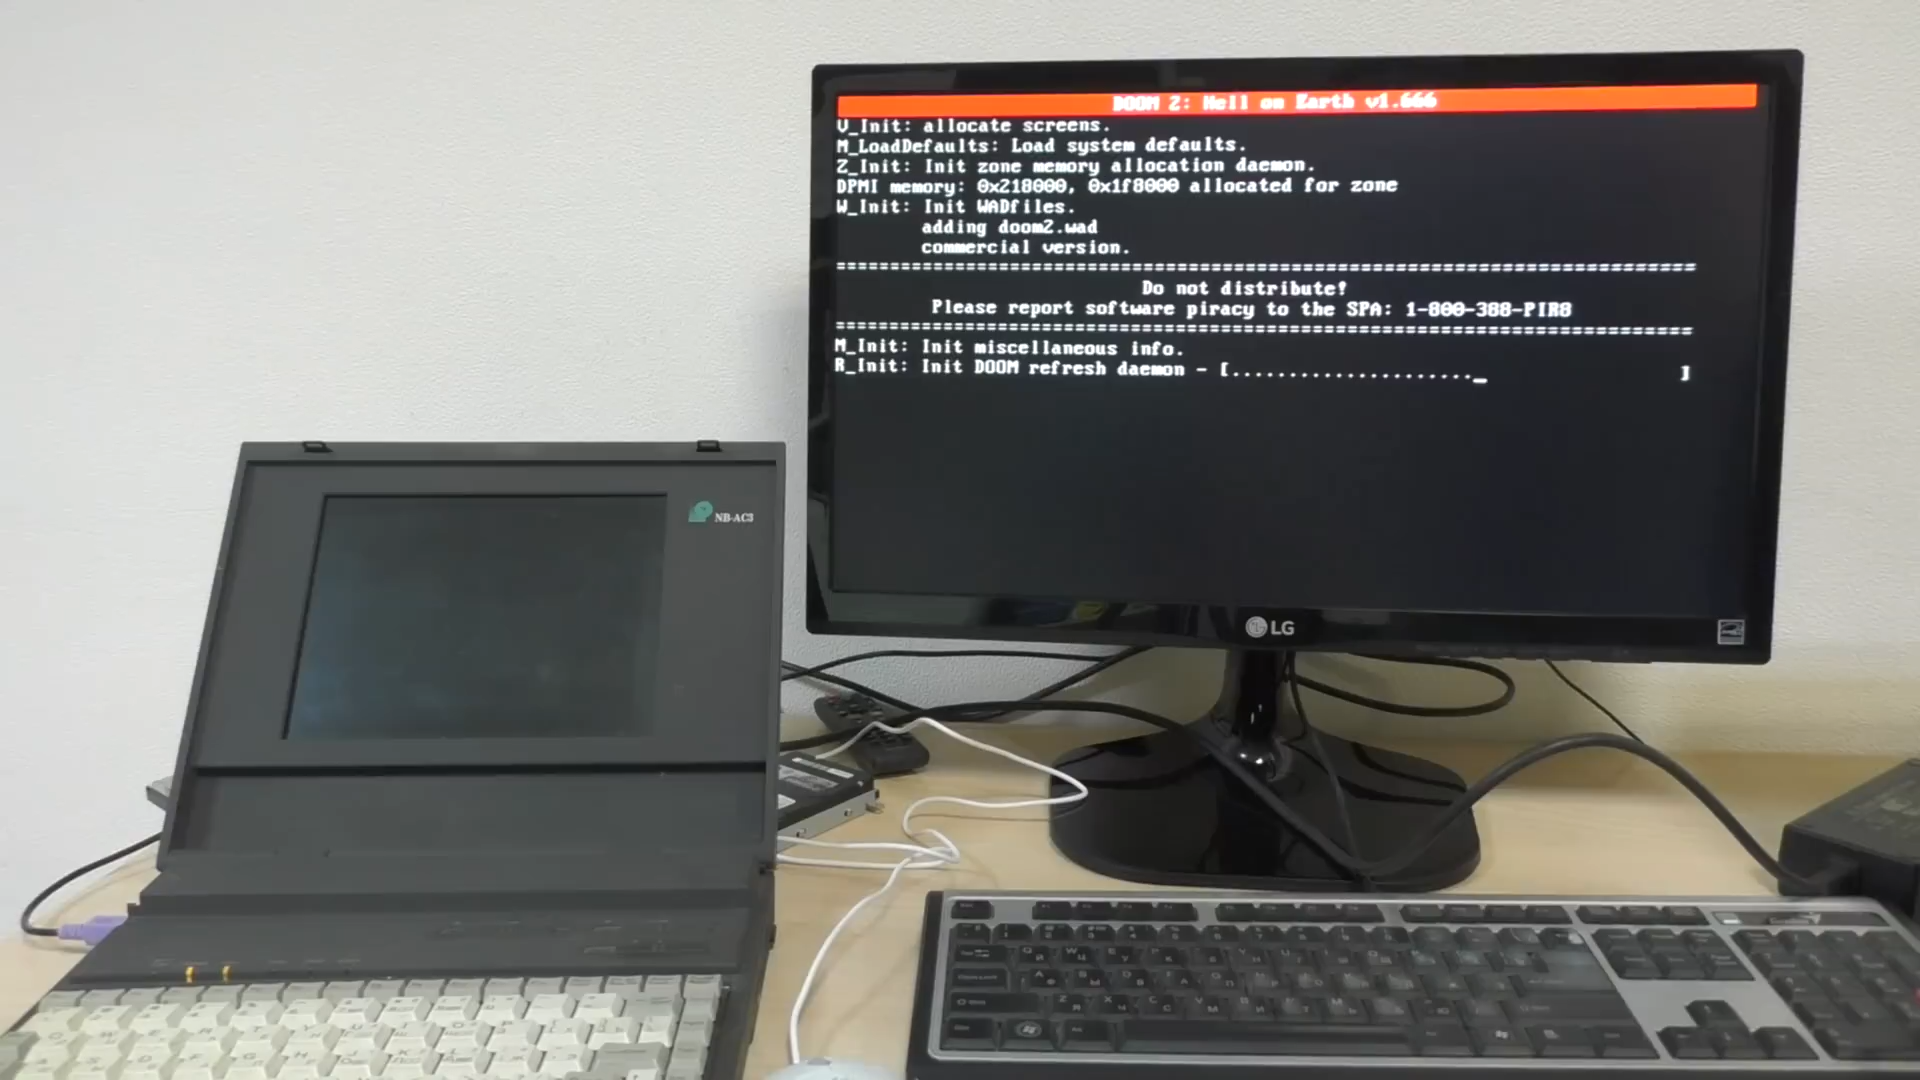 DOOM 2: Hell on Earth v1.666
V_Init: allocate screens.
M_LoadDefaults: Load system defaults.
Z_Init: Init zone memory allocation daemon.
DPMI memory: 0x218000, 0x1f8000 allocated for zone
W_Init: Init WADfiles.
adding doom2.wad
commercial version.
===========================================================================
Do not distribute!
Please report software piracy to the SPA: 1-800-388-PIR8
===========================================================================
M_Init: Init miscellaneous info.
R_Init: Init DOOM refresh daemon - [....................._ ]
NB-AC3
LG